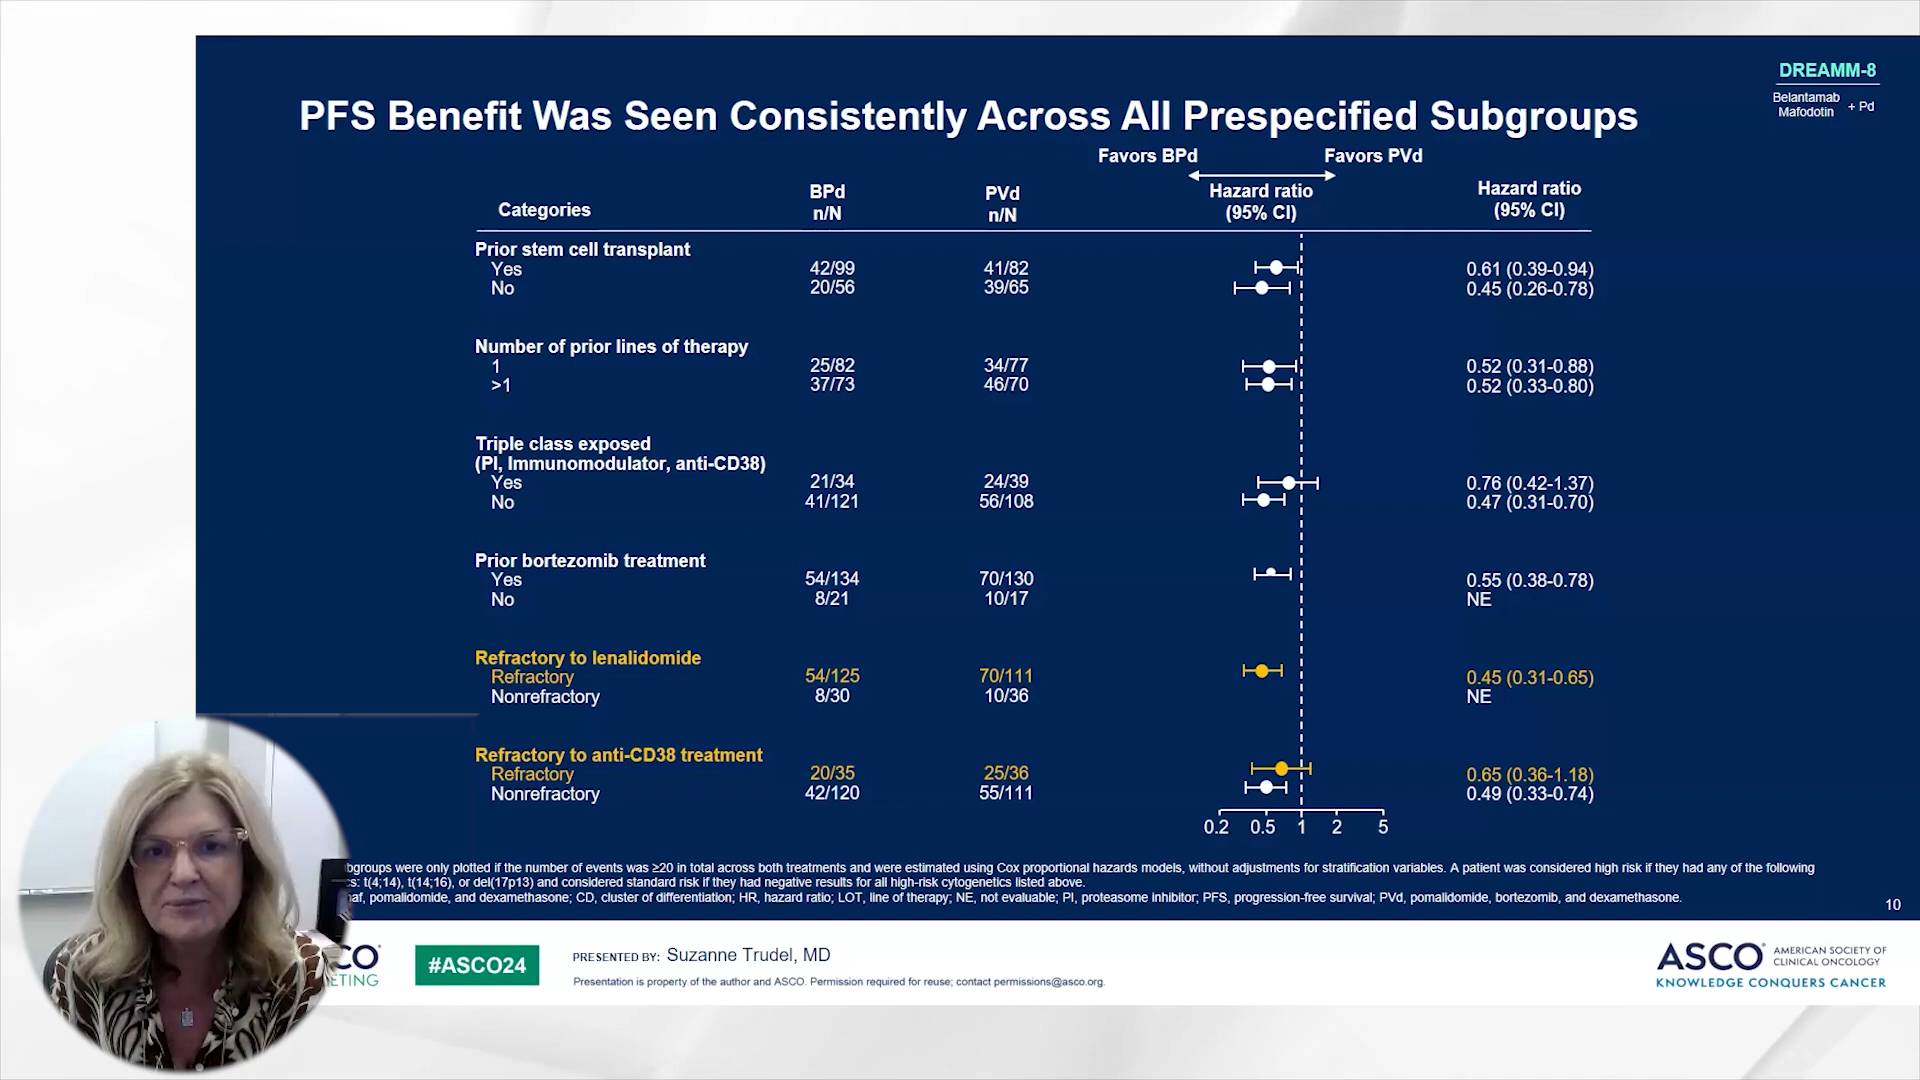 DREAMM-8
Belantamab
Mafodotin + Pd
PFS Benefit Was Seen Consistently Across All Prespecified Subgroups
Favors BPd Favors PVd
Categories BPd n/N PVd n/N Hazard ratio (95% CI) Hazard ratio (95% CI)
Prior stem cell transplant
Yes 42/99 41/82 0.61 (0.39-0.94)
No 20/56 39/65 0.45 (0.26-0.78)
Number of prior lines of therapy
1 25/82 34/77 0.52 (0.31-0.88)
>1 37/73 46/70 0.52 (0.33-0.80)
Triple class exposed
(PI, Immunomodulator, anti-CD38)
Yes 21/34 24/39 0.76 (0.42-1.37)
No 41/121 56/108 0.47 (0.31-0.70)
Prior bortezomib treatment
Yes 54/134 70/130 0.55 (0.38-0.78)
No 8/21 10/17 NE
Refractory to lenalidomide
Refractory 54/125 70/111 0.45 (0.31-0.65)
Nonrefractory 8/30 10/36 NE
Refractory to anti-CD38 treatment
Refractory 20/35 25/36 0.65 (0.36-1.18)
Nonrefractory 42/120 55/111 0.49 (0.33-0.74)
0.2 0.5 1 2 5
were only plotted if the number of events was ≥20 in total across both treatments and were estimated using Cox proportional hazards models, without adjustments for stratification variables. A patient was considered high risk if they had any of the following
t(4;14), t(14;16), or del(17p13) and considered standard risk if they had negative results for all high-risk cytogenetics listed above.
pomalidomide, and dexamethasone; CD, cluster of differentiation; HR, hazard ratio; LOT, line of therapy; NE, not evaluable; PI, proteasome inhibitor; PFS, progression-free survival; PVd, pomalidomide, bortezomib, and dexamethasone.
10
#ASCO24
PRESENTED BY: Suzanne Trudel, MD
Presentation is property of the author and ASCO. Permission required for reuse; contact permissions@asco.org.
ASCO AMERICAN SOCIETY OF
CLINICAL ONCOLOGY
KNOWLEDGE CONQUERS CANCER